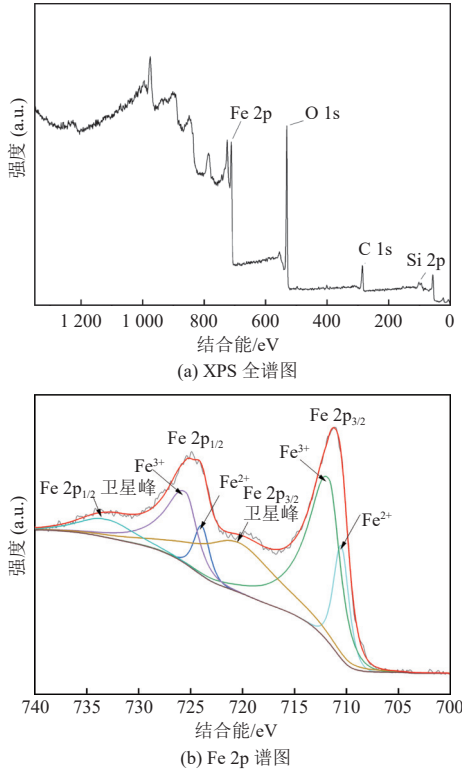 强度 (a.u.)
Fe 2p
O 1s
C 1s
Si 2p
1 200
1 000
800
600
400
200
0
结合能/eV
(a) XPS 全谱图
强度 (a.u.)
Fe 2p1/2
卫星峰
Fe³⁺
Fe 2p1/2
Fe²⁺
Fe 2p3/2
卫星峰
Fe 2p3/2
Fe³⁺
Fe²⁺
740
735
730
725
720
715
710
705
700
结合能/eV
(b) Fe 2p 谱图